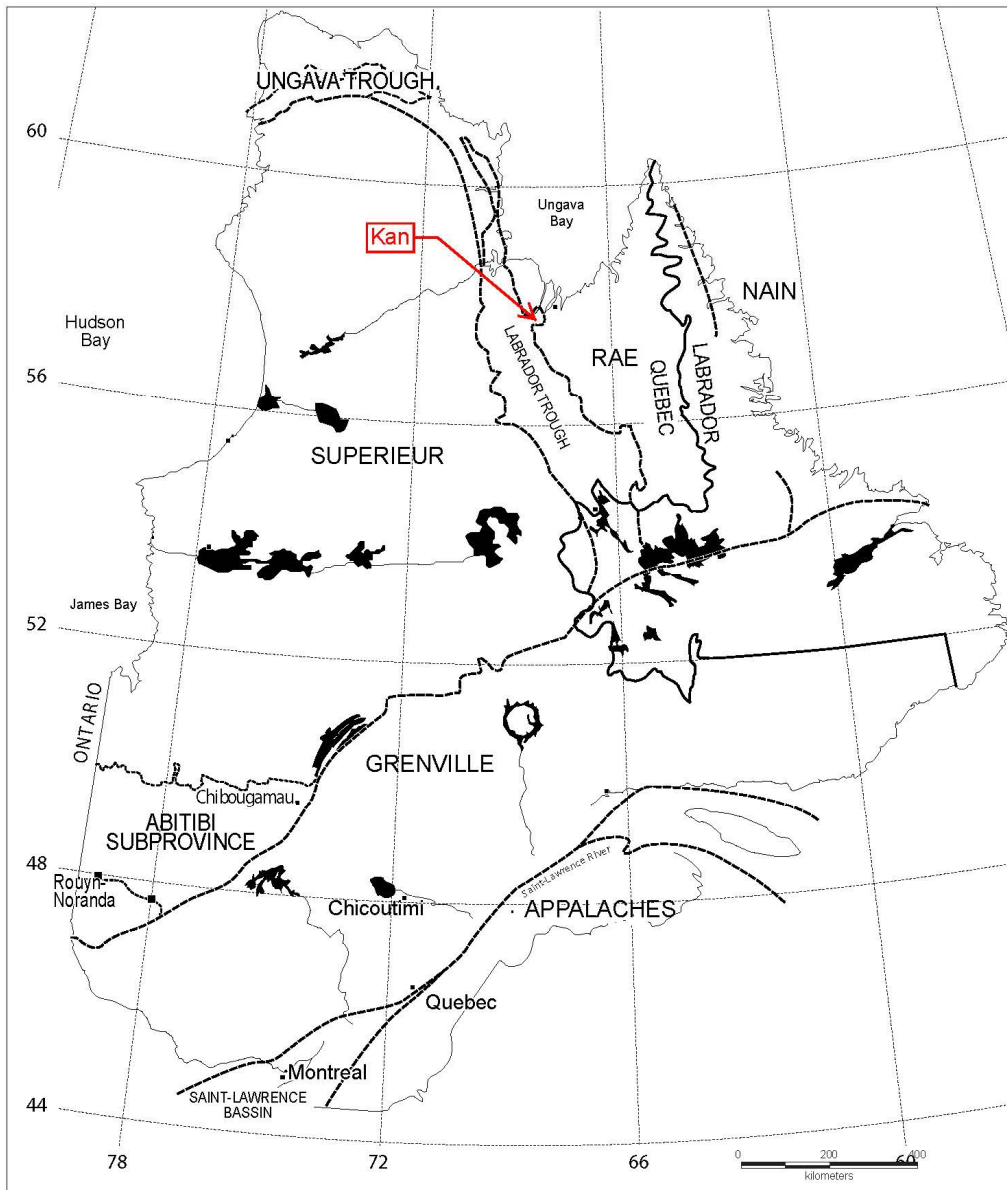 UNGAVA TROUGH
60
Ungava
Bay
Kan
NAIN
Hudson
Bay
RAE
LABRADOR TROUGH
QUEBEC
LABRADOR
56
SUPERIEUR
James Bay
52
ONTARIO
GRENVILLE
Chibougamau
ABITIBI
SUBPROVINCE
48
Rouyn-
Noranda
Saint-Lawrence River
Chicoutimi
APPALACHES
Quebec
Montreal
SAINT-LAWRENCE
BASSIN
44
78
72
66
60
0 200 400
kilometers